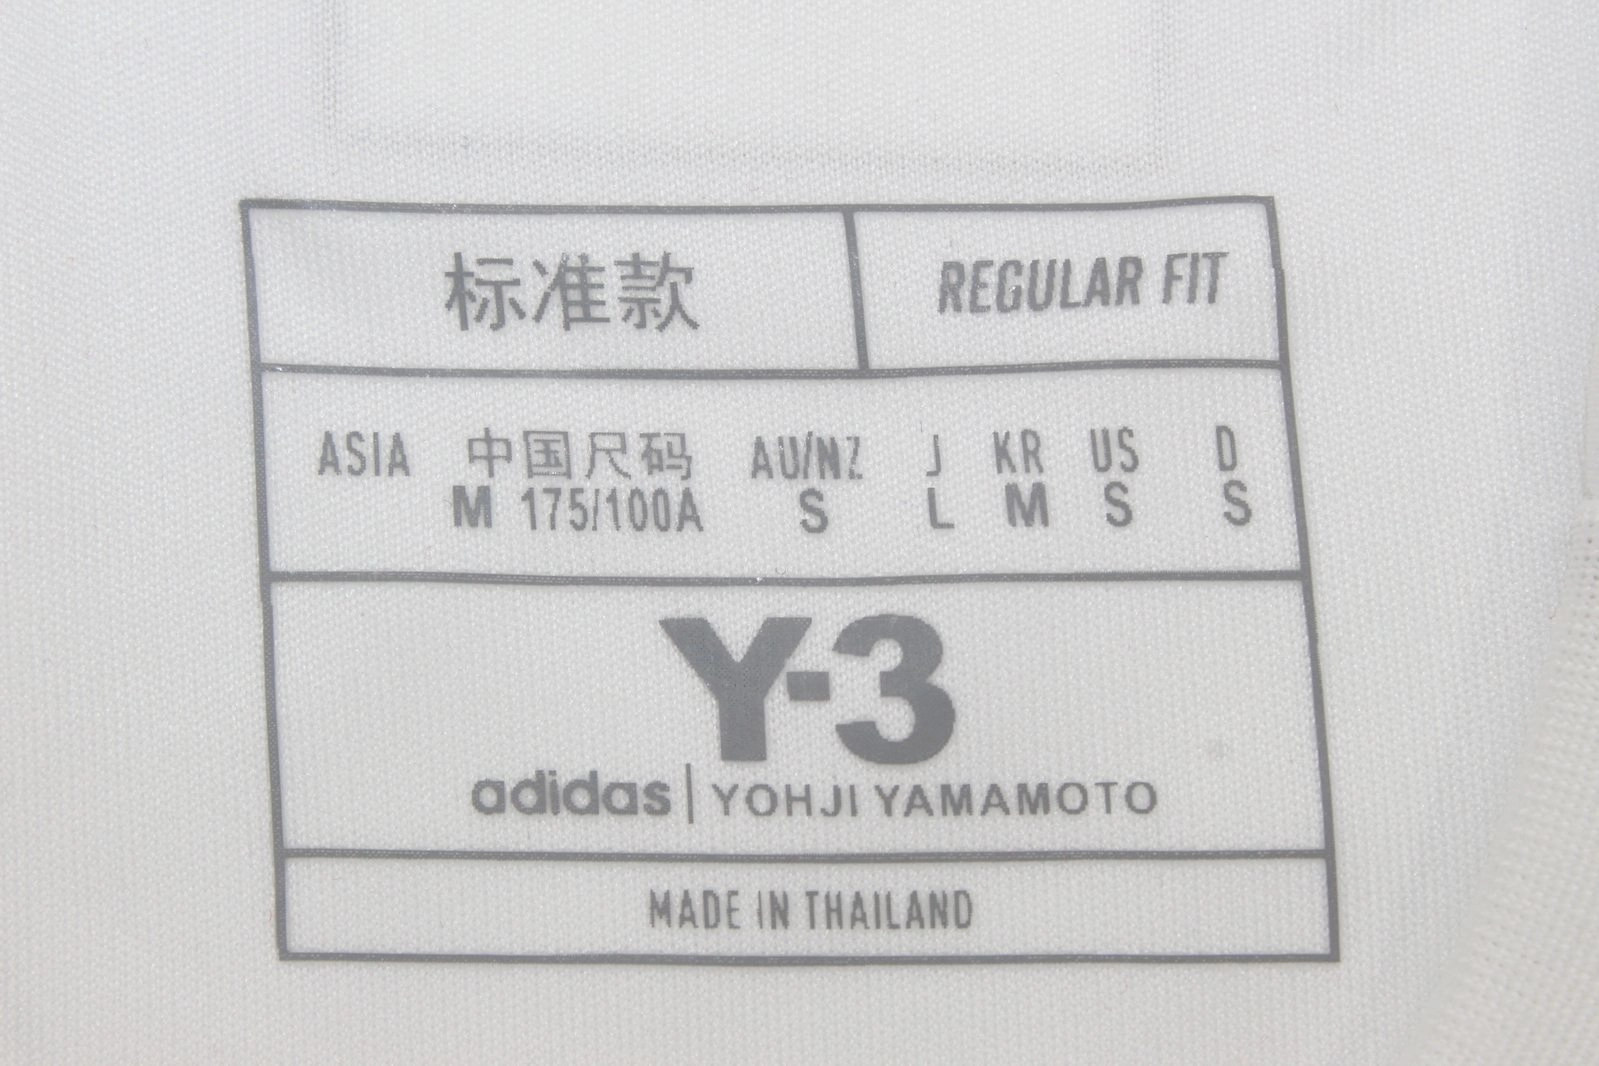 标准款 REGULAR FIT
ASIA 中国尺码 AU/NZ J KR US D
M 175/100A S L M S S
Y-3
adidas | YOHJI YAMAMOTO
MADE IN THAILAND